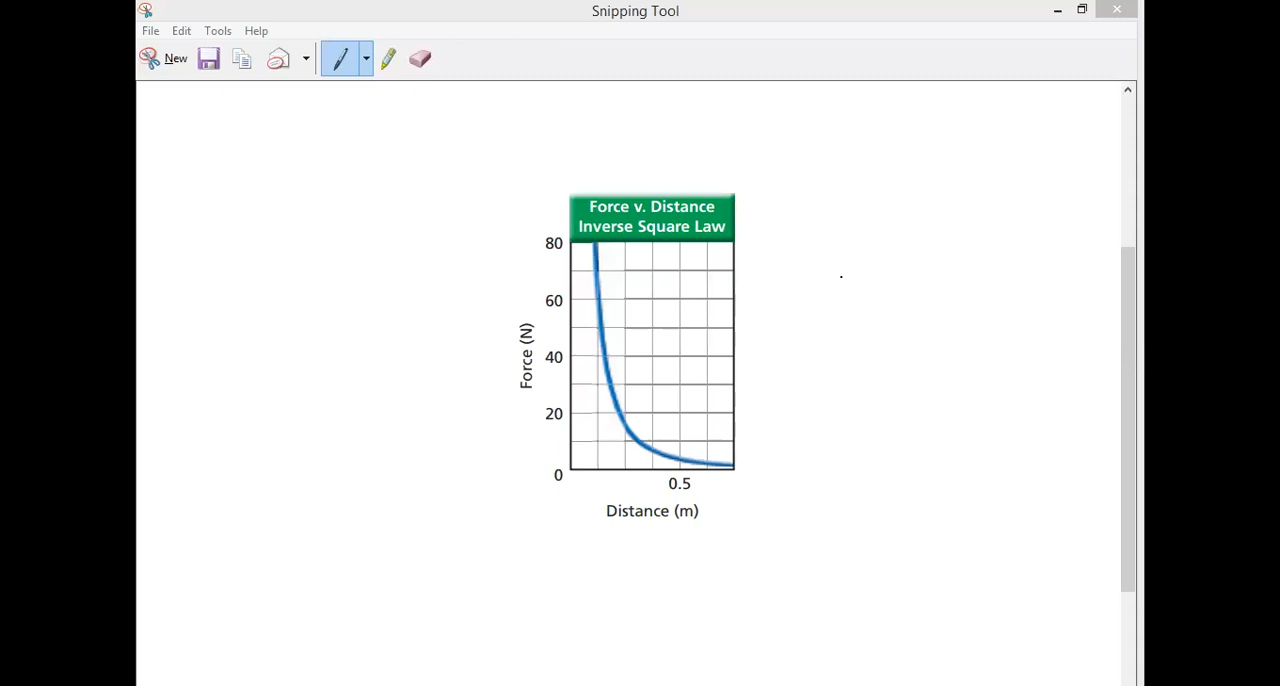 Snipping Tool
File Edit Tools Help
New
Force v. Distance
Inverse Square Law
80
60
40
20
0
Force (N)
0.5
Distance (m)